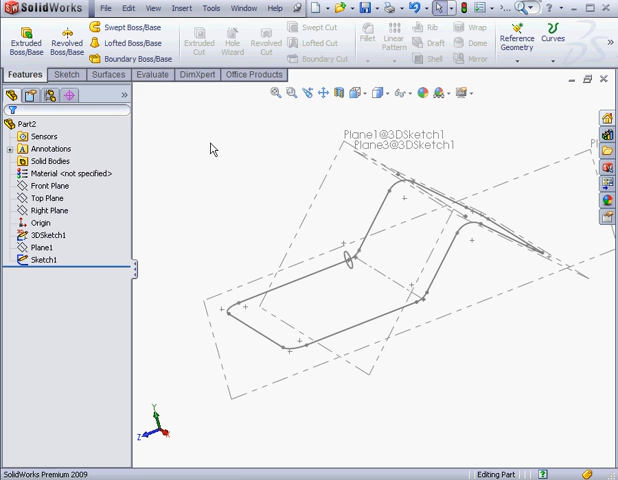 SolidWorks File Edit View Insert Tools Window Help
Extruded Boss/Base
Revolved Boss/Base
Swept Boss/Base
Lofted Boss/Base
Boundary Boss/Base
Extruded Cut
Hole Wizard
Revolved Cut
Swept Cut
Lofted Cut
Boundary Cut
Fillet
Linear Pattern
Rib
Draft
Shell
Wrap
Dome
Mirror
Reference Geometry
Curves
Features Sketch Surfaces Evaluate DimXpert Office Products
Part2
Sensors
Annotations
Solid Bodies
Material <not specified>
Front Plane
Top Plane
Right Plane
Origin
3DSketch1
Plane1
Sketch1
Plane1@3DSketch1
Plane3@3DSketch1
Y
Z
SolidWorks Premium 2009
Editing Part